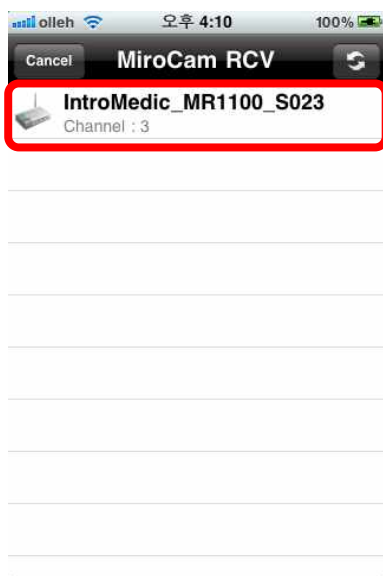 olleh 오후 4:10 100%
Cancel MiroCam RCV
IntroMedic_MR1100_S023
Channel : 3